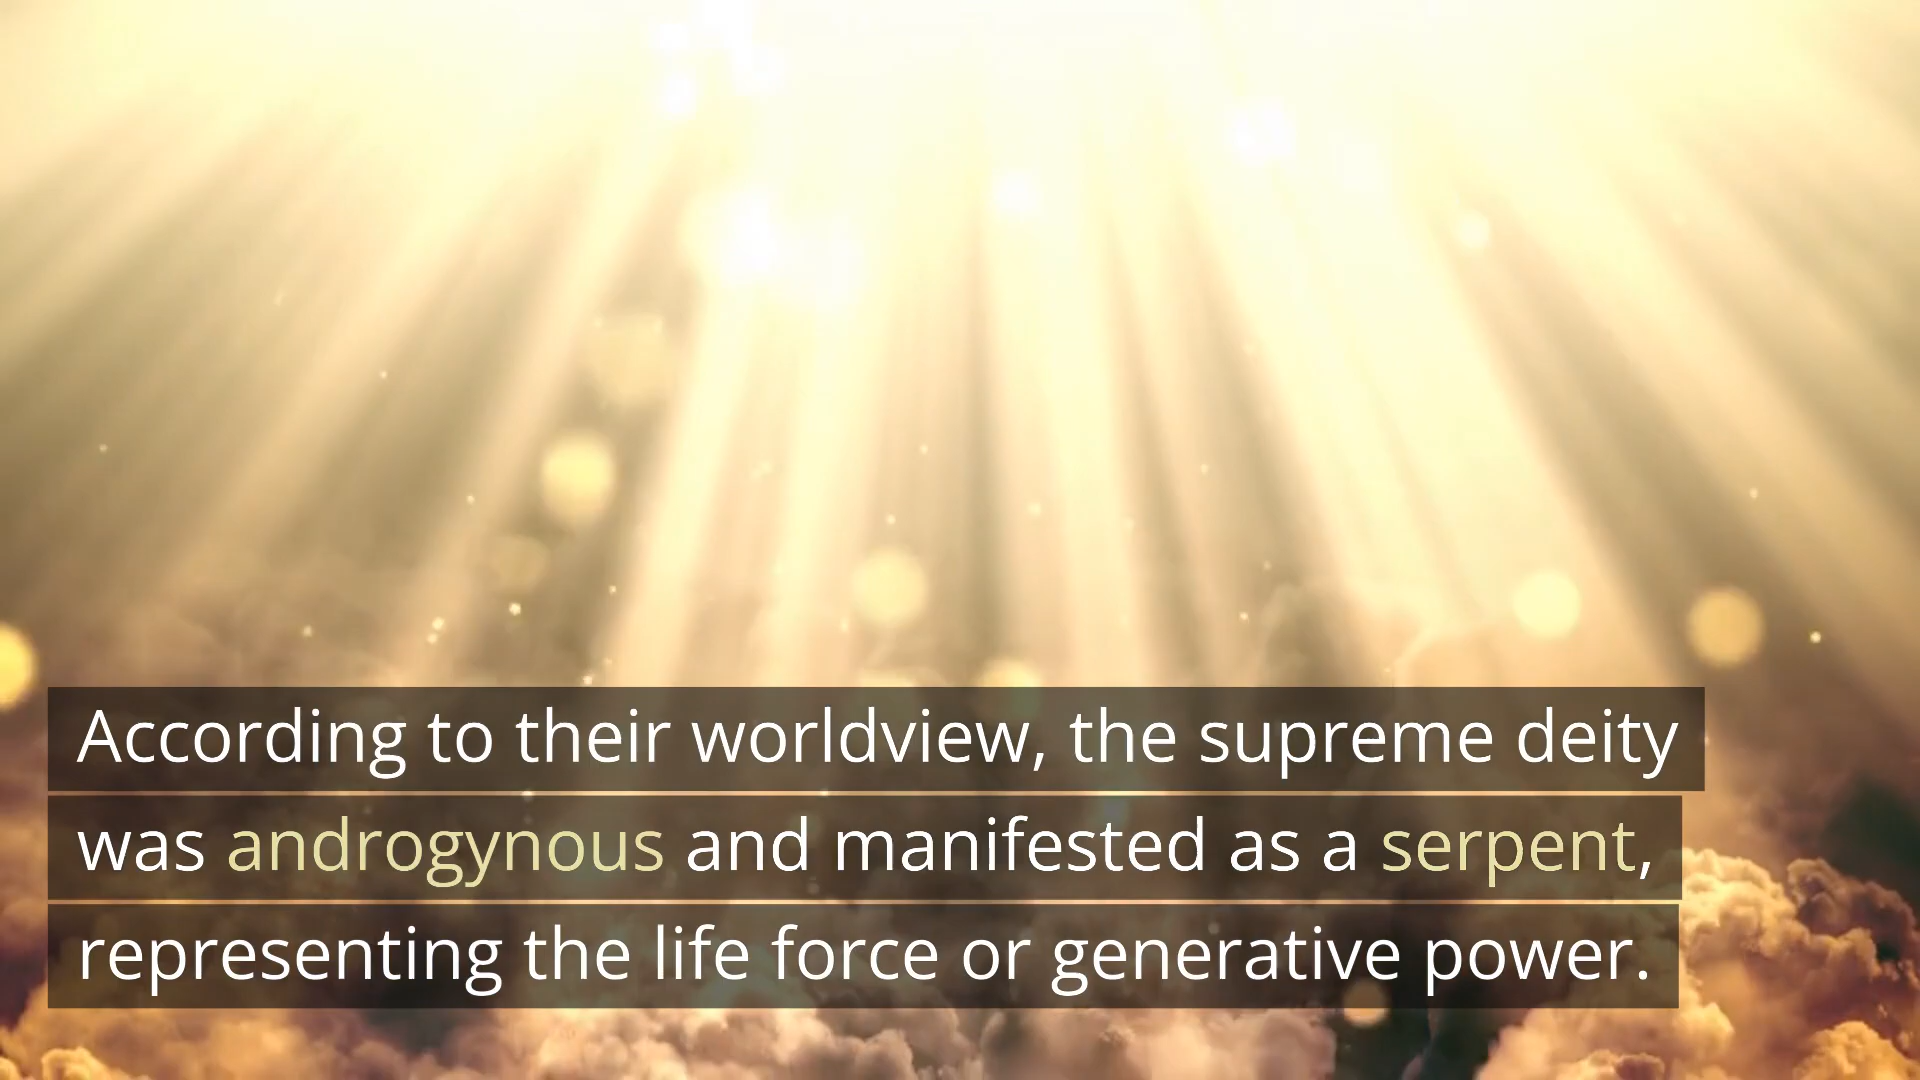 According to their worldview, the supreme deity
was androgynous and manifested as a serpent,
representing the life force or generative power.